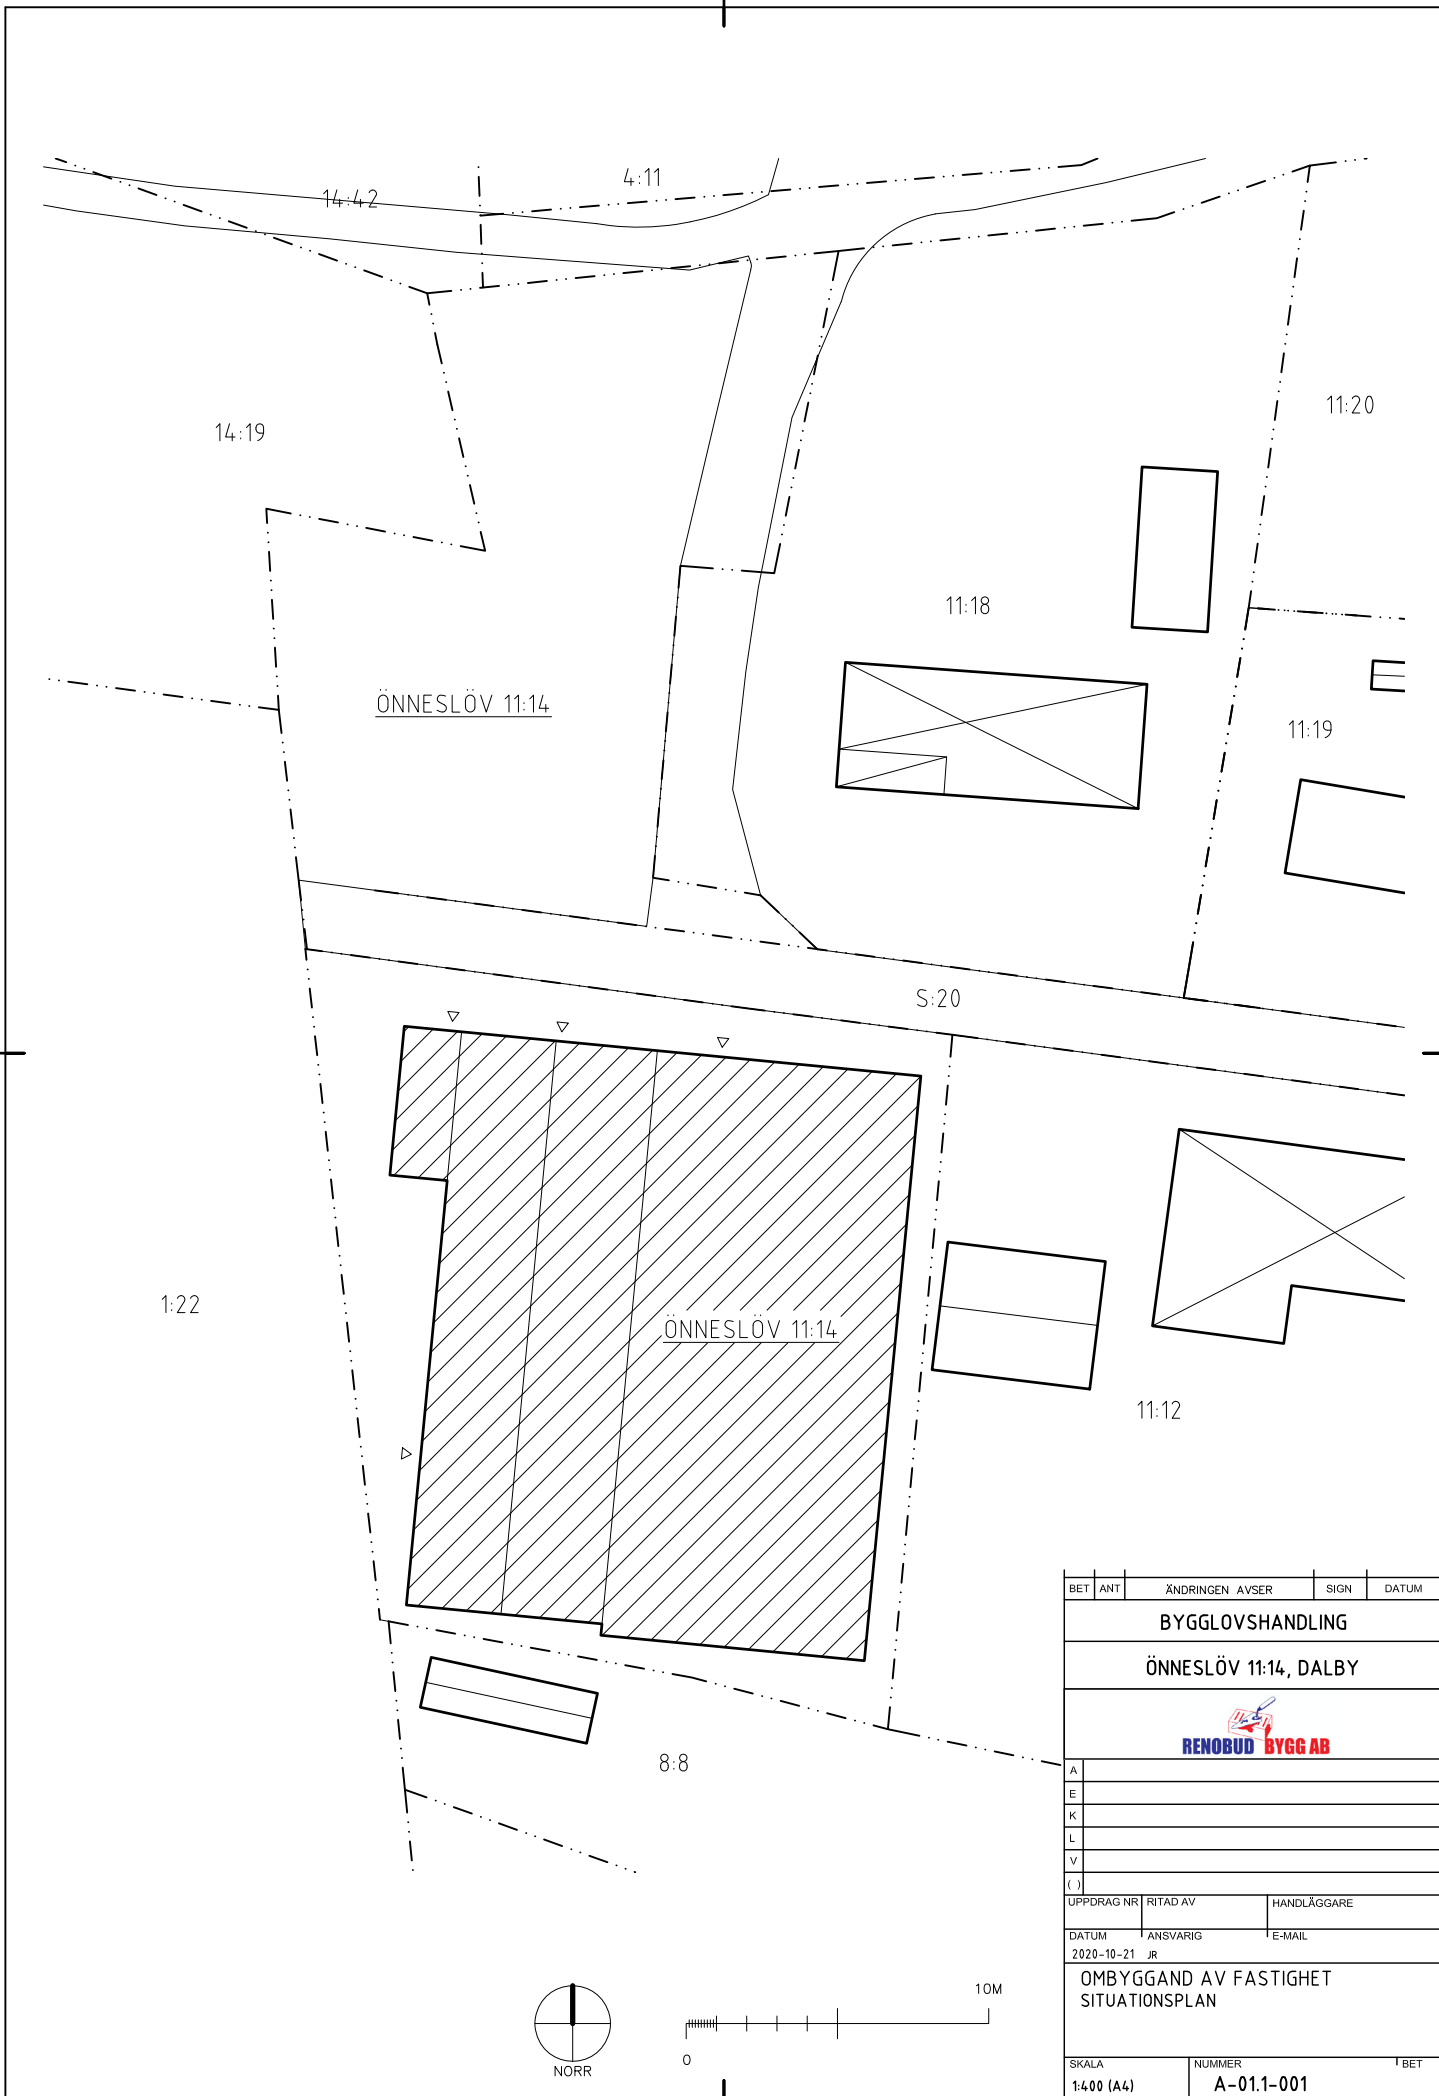 4:11
14:42
11:20
14:19
11:18
ÖNNESLÖV 11:14
11:19
S:20
1:22
ÖNNESLÖV 11:14
11:12
8:8
NORR
0
10M
BET ANT ÄNDRINGEN AVSER SIGN DATUM
BYGGLOVSHANDLING
ÖNNESLÖV 11:14, DALBY
RENOBUD BYGG AB
A
E
K
L
V
( )
UPPDRAG NR RITAD AV HANDLÄGGARE
DATUM ANSVARIG E-MAIL
2020-10-21 JR
OMBYGGAND AV FASTIGHET
SITUATIONSPLAN
SKALA NUMMER BET
1:400 (A4) A-01.1-001